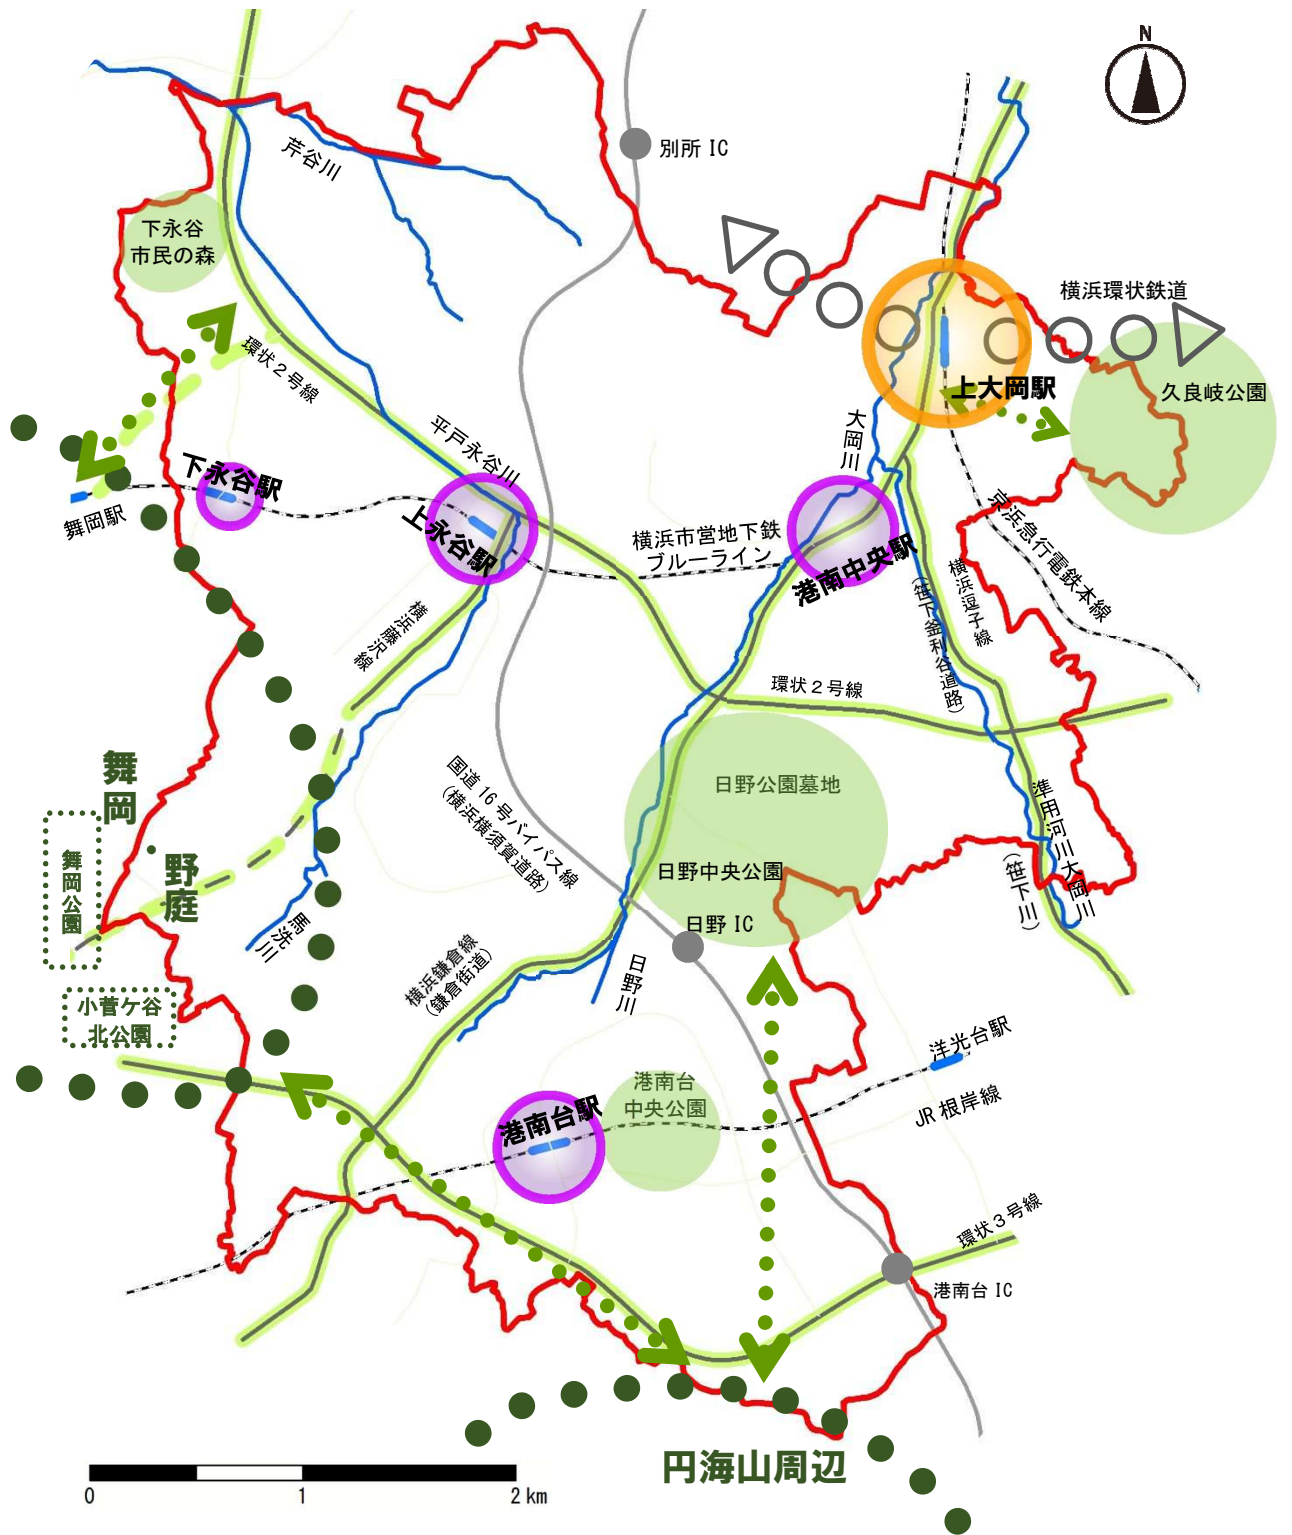 N
別所 IC
芹谷川
下永谷
市民の森
横浜環状鉄道
環状２号線
上大岡駅
久良岐公園
平戸永谷川
大岡川
下永谷駅
舞岡駅
上永谷駅
横浜市営地下鉄
ブルーライン
港南中央駅
京浜急行電鉄本線
横浜逗子線
(笹下釜利谷道路)
横浜藤沢線
環状２号線
舞岡
・
野庭
舞岡公園
国道16号バイパス線
(横浜横須賀道路)
日野公園墓地
日野中央公園
日野 IC
準用河川大岡川
(笹下川)
馬洗川
横浜鎌倉線
(鎌倉街道)
日野川
小菅ケ谷
北公園
洋光台駅
港南台
中央公園
港南台駅
JR 根岸線
環状３号線
港南台 IC
円海山周辺
0 1 2 km